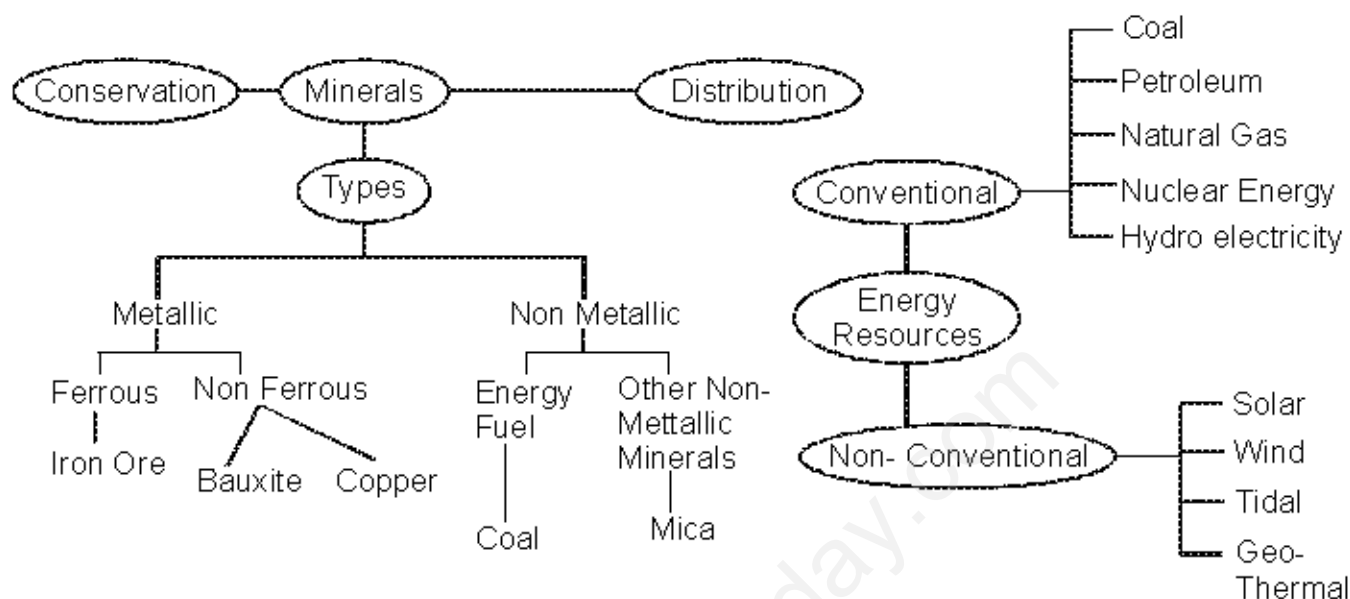 Conservation
Minerals
Distribution
Types
Metallic
Non Metallic
Ferrous
Non Ferrous
Energy
Fuel
Other Non-
Mettallic
Minerals
Iron Ore
Bauxite
Copper
Coal
Mica
Coal
Petroleum
Natural Gas
Nuclear Energy
Hydro electricity
Conventional
Energy
Resources
Non- Conventional
Solar
Wind
Tidal
Geo-
Thermal
day.com